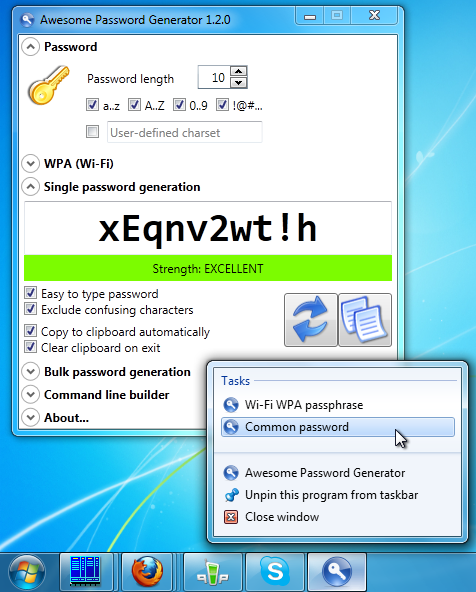 Awesome Password Generator 1.2.0
Password
Password length 10
a..z A..Z 0..9 !@#...
User-defined charset
WPA (Wi-Fi)
Single password generation
xEqnv2wt!h
Strength: EXCELLENT
Easy to type password
Exclude confusing characters
Copy to clipboard automatically
Clear clipboard on exit
Bulk password generation
Command line builder
About...
Tasks
Wi-Fi WPA passphrase
Common password
Awesome Password Generator
Unpin this program from taskbar
Close window